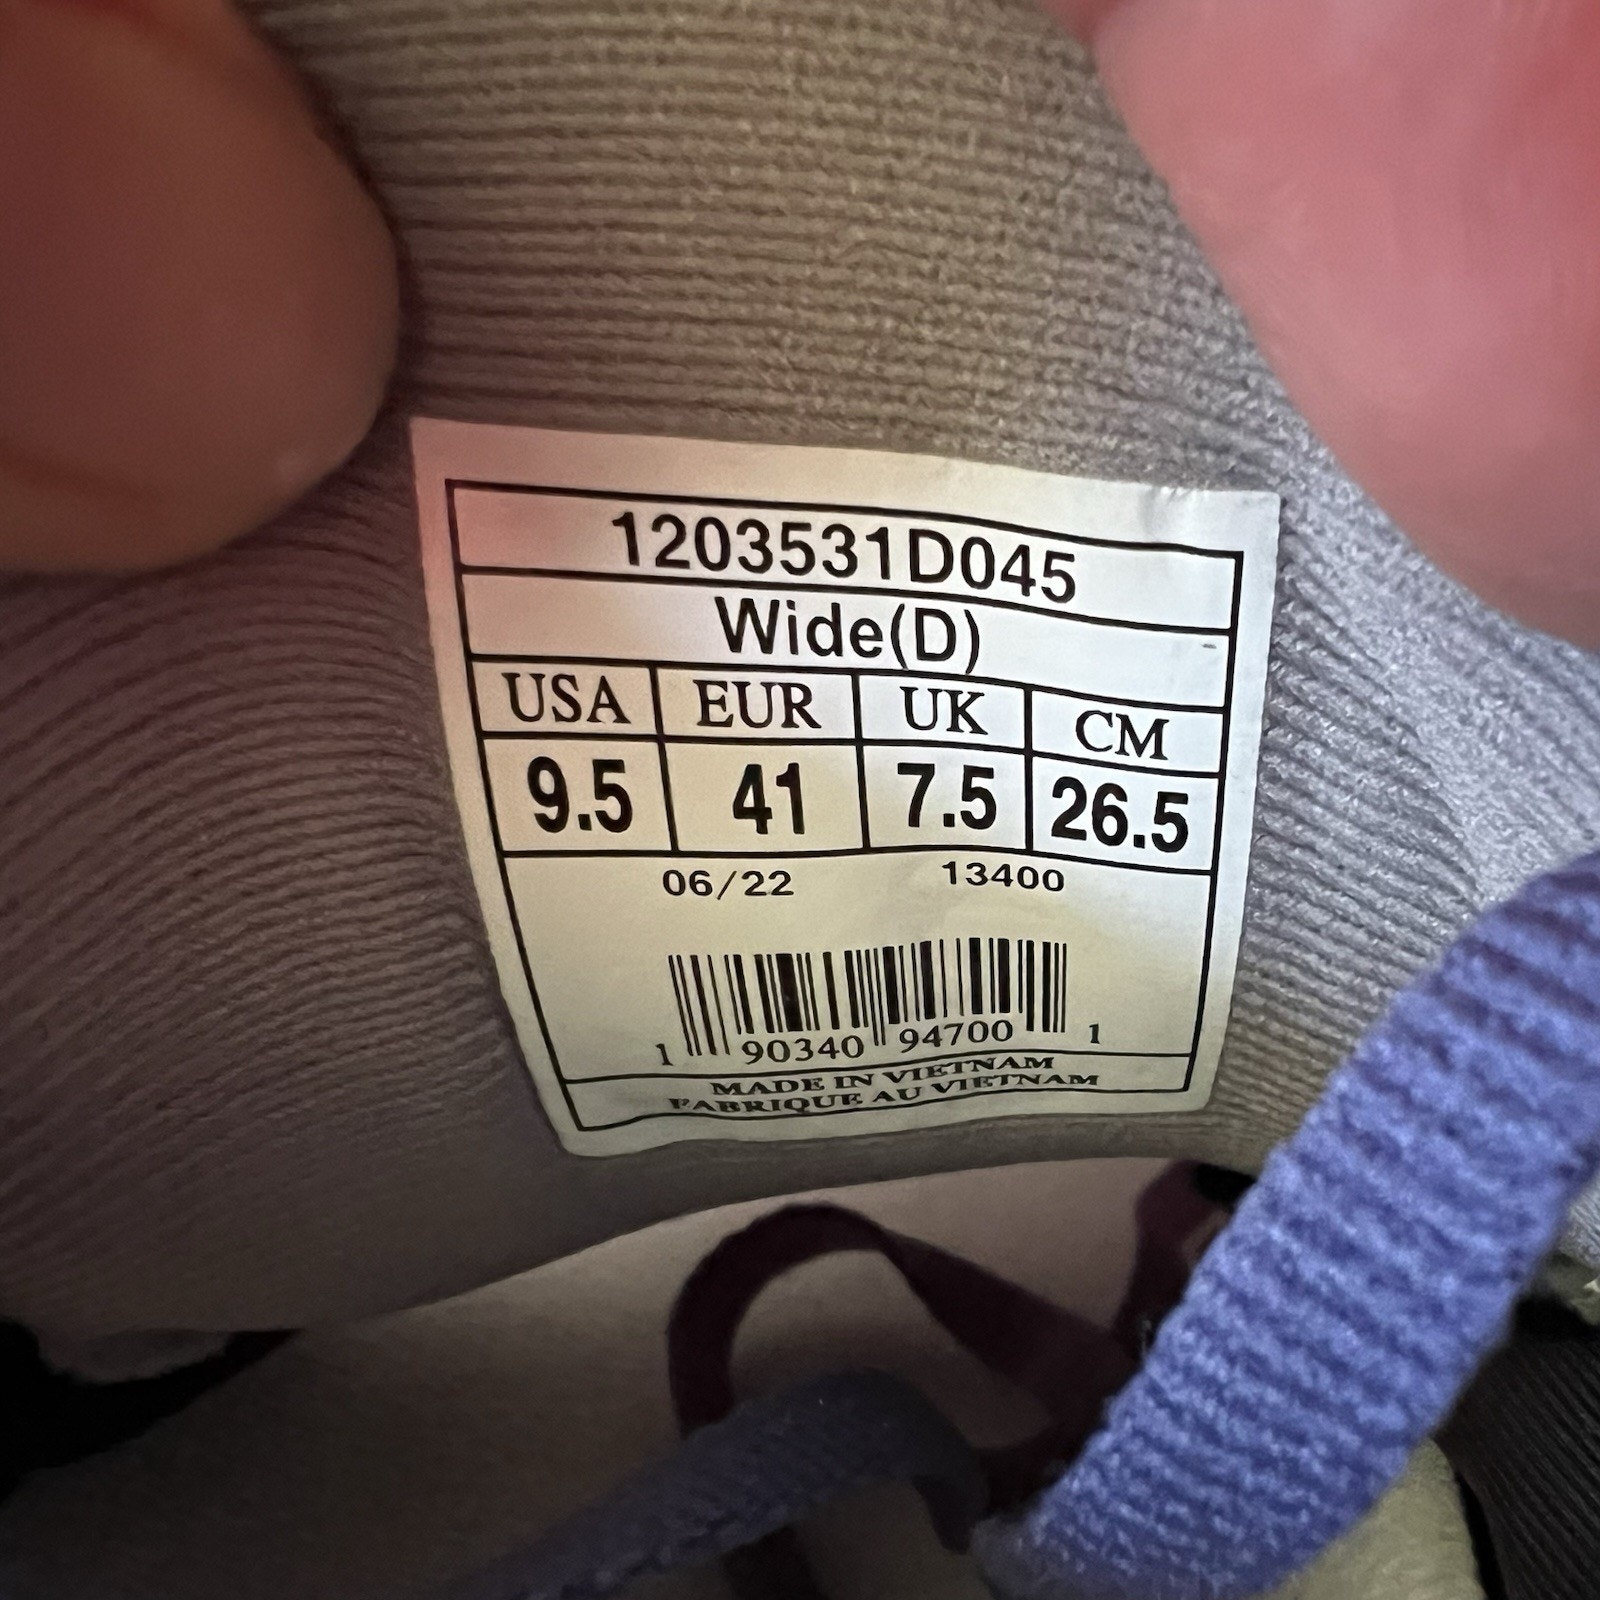 1203531D045
Wide(D)
USA EUR UK CM
9.5 41 7.5 26.5
06/22 13400
1 90340 94700 1
MADE IN VIETNAM
FABRIQUE AU VIETNAM